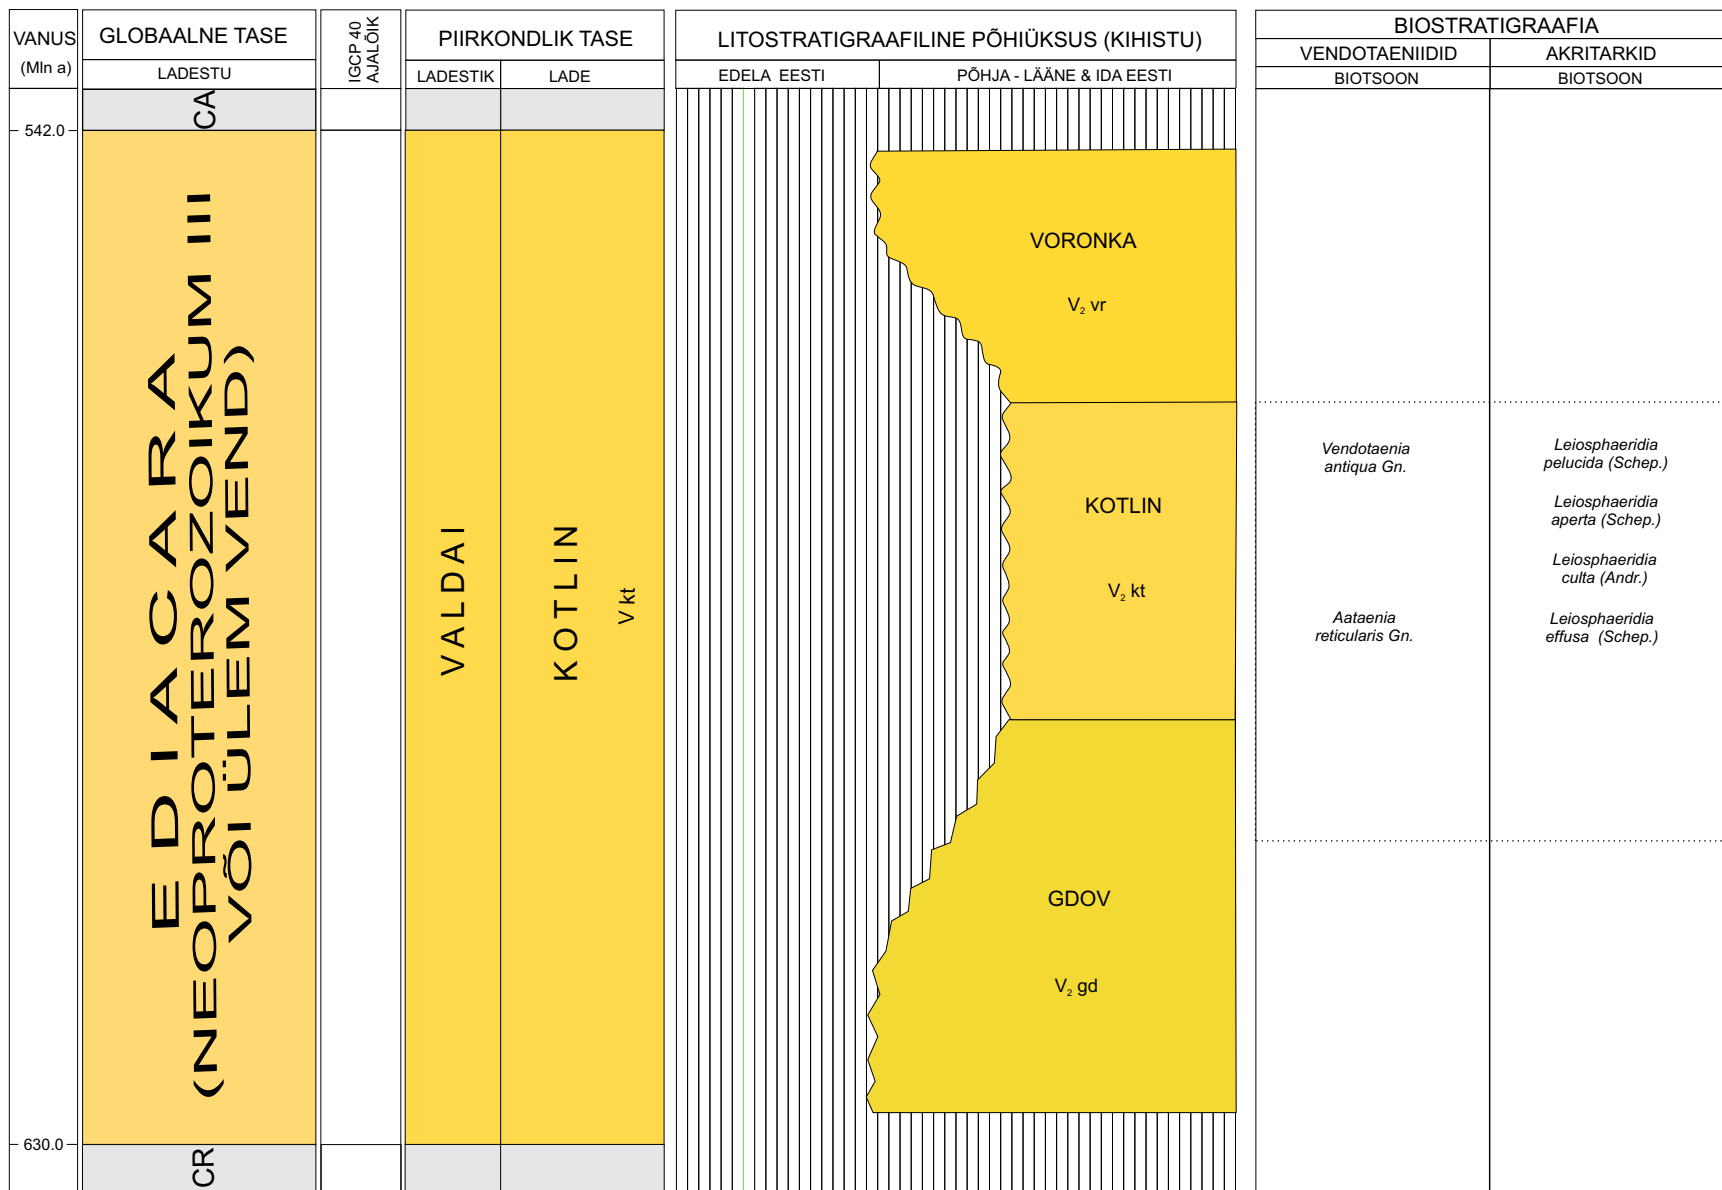 VANUS
(Mln a)
GLOBAALNE TASE
LADESTU
IGCP 40
AJALÕIK
PIIRKONDLIK TASE
LADESTIK
LADE
LITOSTRATIGRAAFILINE PÕHIÜKSUS (KIHISTU)
EDELA EESTI
PÕHJA - LÄÄNE & IDA EESTI
BIOSTRATIGRAAFIA
VENDOTAENIIDID
AKRITARKID
BIOTSOON
BIOTSOON
542.0
630.0
CA
EDIACARA
(NEOPROTEROZOIKUM III
VÕI ÜLEM VEND)
CR
VALDAI
KOTLIN
V kt
VORONKA
V₂ vr
KOTLIN
V₂ kt
GDOV
V₂ gd
Vendotaenia
antiqua Gn.
Aataenia
reticularis Gn.
Leiosphaeridia
pelucida (Schep.)
Leiosphaeridia
aperta (Schep.)
Leiosphaeridia
culta (Andr.)
Leiosphaeridia
effusa (Schep.)